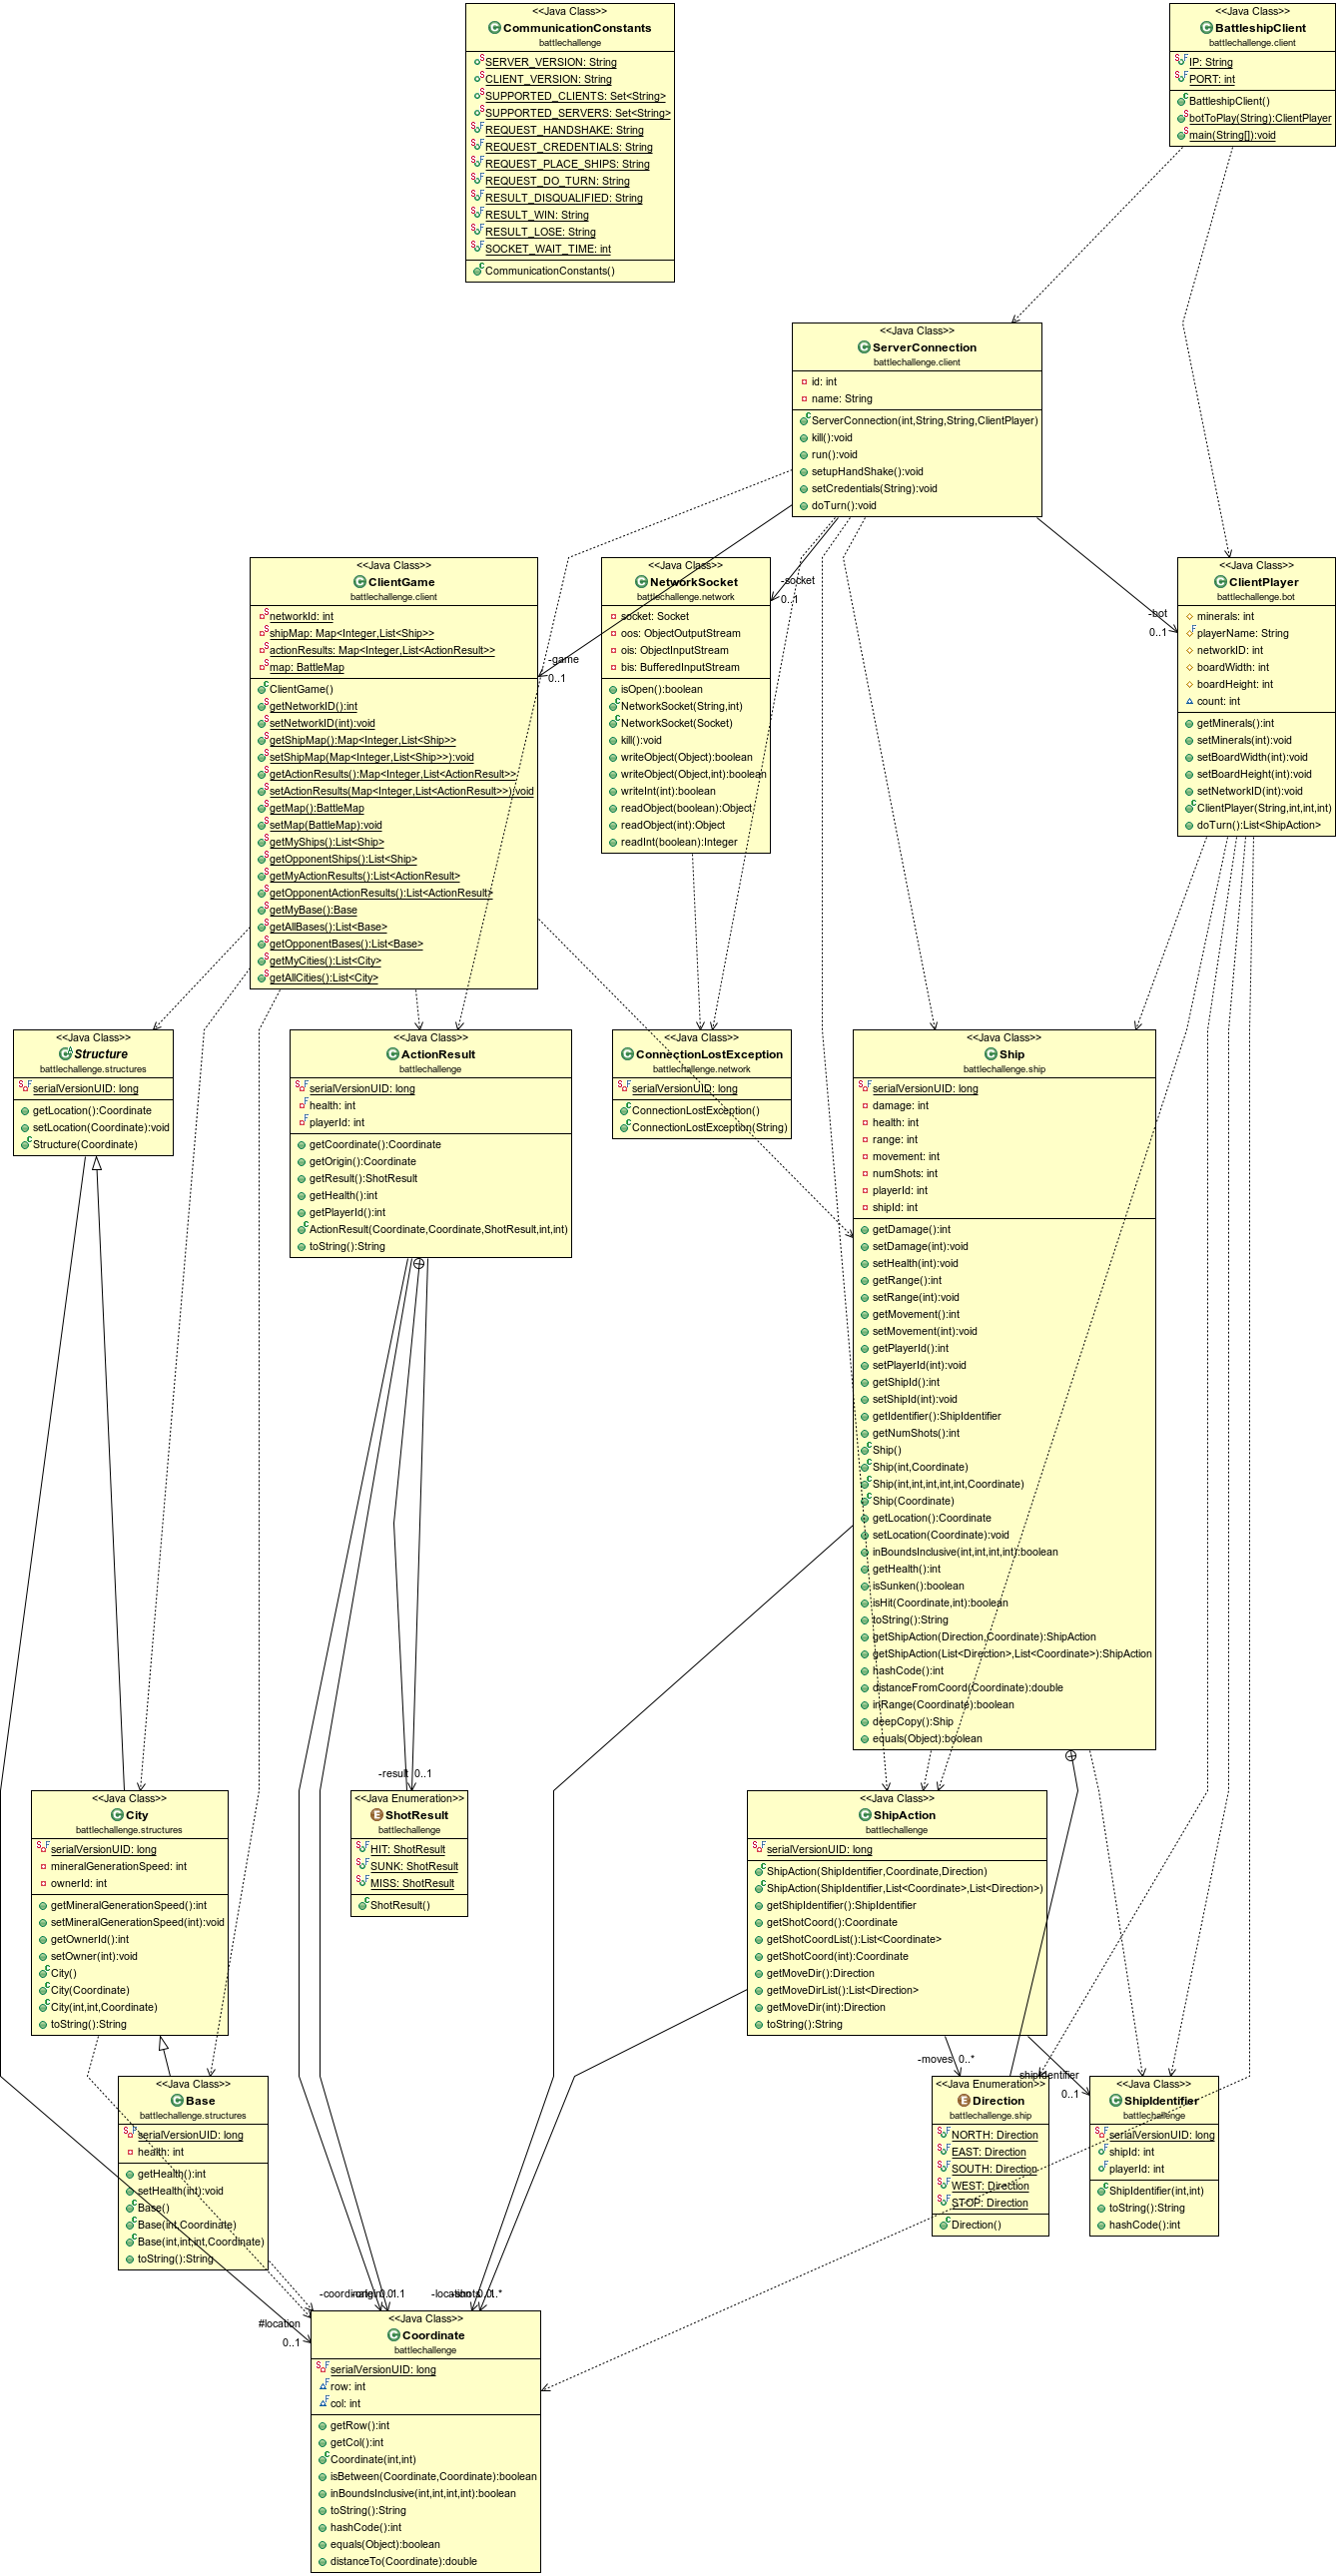 <<Java Class>>
CommunicationConstants
battlechallenge
SERVER_VERSION: String
CLIENT_VERSION: String
SUPPORTED_CLIENTS: Set<String>
SUPPORTED_SERVERS: Set<String>
REQUEST_HANDSHAKE: String
REQUEST_CREDENTIALS: String
REQUEST_PLACE_SHIPS: String
REQUEST_DO_TURN: String
RESULT_DISQUALIFIED: String
RESULT_WIN: String
RESULT_LOSE: String
SOCKET_WAIT_TIME: int
CommunicationConstants()
<<Java Class>>
BattleshipClient
battlechallenge.client
IP: String
PORT: int
BattleshipClient()
botToPlay(String):ClientPlayer
main(String[]):void
<<Java Class>>
ServerConnection
battlechallenge.client
id: int
name: String
ServerConnection(int,String,String,ClientPlayer)
kill():void
run():void
setupHandShake():void
setCredentials(String):void
doTurn():void
<<Java Class>>
ClientGame
battlechallenge.client
networkId: int
shipMap: Map<Integer,List<Ship>>
actionResults: Map<Integer,List<ActionResult>>
map: BattleMap
ClientGame()
getNetworkID():int
setNetworkID(int):void
getShipMap():Map<Integer,List<Ship>>
setShipMap(Map<Integer,List<Ship>>):void
getActionResults():Map<Integer,List<ActionResult>>
setActionResults(Map<Integer,List<ActionResult>>):void
getMap():BattleMap
setMap(BattleMap):void
getMyShips():List<Ship>
getOpponentShips():List<Ship>
getMyActionResults():List<ActionResult>
getOpponentActionResults():List<ActionResult>
getMyBase():Base
getAllBases():List<Base>
getOpponentBases():List<Base>
getMyCities():List<City>
getAllCities():List<City>
-game
0..1
<<Java Class>>
NetworkSocket
battlechallenge.network
socket: Socket
oos: ObjectOutputStream
ois: ObjectInputStream
bis: BufferedInputStream
isOpen():boolean
NetworkSocket(String,int)
NetworkSocket(Socket)
kill():void
writeObject(Object):boolean
writeObject(Object,int):boolean
writeInt(int):boolean
readObject(boolean):Object
readObject(int):Object
readInt(boolean):Integer
-socket
0..1
-bot
0..1
<<Java Class>>
ClientPlayer
battlechallenge.bot
minerals: int
playerName: String
networkID: int
boardWidth: int
boardHeight: int
count: int
getMinerals():int
setMinerals(int):void
setBoardWidth(int):void
setBoardHeight(int):void
setNetworkID(int):void
ClientPlayer(String,int,int,int)
doTurn():List<ShipAction>
<<Java Class>>
Structure
battlechallenge.structures
serialVersionUID: long
getLocation():Coordinate
setLocation(Coordinate):void
Structure(Coordinate)
<<Java Class>>
ActionResult
battlechallenge
serialVersionUID: long
health: int
playerId: int
getCoordinate():Coordinate
getOrigin():Coordinate
getResult():ShotResult
getHealth():int
getPlayerId():int
ActionResult(Coordinate,Coordinate,ShotResult,int,int)
toString():String
<<Java Class>>
ConnectionLostException
battlechallenge.network
serialVersionUID: long
ConnectionLostException()
ConnectionLostException(String)
<<Java Class>>
Ship
battlechallenge.ship
serialVersionUID: long
damage: int
health: int
range: int
movement: int
numShots: int
playerId: int
shipId: int
getDamage():int
setDamage(int):void
setHealth(int):void
getRange():int
setRange(int):void
getMovement():int
setMovement(int):void
getPlayerId():int
setPlayerId(int):void
getShipId():int
setShipId(int):void
getIdentifier():ShipIdentifier
getNumShots():int
Ship()
Ship(int,Coordinate)
Ship(int,int,int,int,int,Coordinate)
Ship(Coordinate)
getLocation():Coordinate
setLocation(Coordinate):void
inBoundsInclusive(int,int,int,int):boolean
getHealth():int
isSunken():boolean
isHit(Coordinate,int):boolean
toString():String
getShipAction(Direction,Coordinate):ShipAction
getShipAction(List<Direction>,List<Coordinate>):ShipAction
hashCode():int
distanceFromCoord(Coordinate):double
inRange(Coordinate):boolean
deepCopy():Ship
equals(Object):boolean
<<Java Class>>
City
battlechallenge.structures
serialVersionUID: long
mineralGenerationSpeed: int
ownerId: int
getMineralGenerationSpeed():int
setMineralGenerationSpeed(int):void
getOwnerId():int
setOwner(int):void
City()
City(Coordinate)
City(int,int,Coordinate)
toString():String
-result 0..1
<<Java Enumeration>>
ShotResult
battlechallenge
HIT: ShotResult
SUNK: ShotResult
MISS: ShotResult
ShotResult()
<<Java Class>>
ShipAction
battlechallenge
serialVersionUID: long
ShipAction(ShipIdentifier,Coordinate,Direction)
ShipAction(ShipIdentifier,List<Coordinate>,List<Direction>)
getShipIdentifier():ShipIdentifier
getShotCoord():Coordinate
getShotCoordList():List<Coordinate>
getShotCoord(int):Coordinate
getMoveDir():Direction
getMoveDirList():List<Direction>
getMoveDir(int):Direction
toString():String
-moves 0..*
shipIdentifier
0..1
<<Java Class>>
Base
battlechallenge.structures
serialVersionUID: long
health: int
getHealth():int
setHealth(int):void
Base()
Base(int,Coordinate)
Base(int,int,int,Coordinate)
toString():String
<<Java Enumeration>>
Direction
battlechallenge.ship
NORTH: Direction
EAST: Direction
SOUTH: Direction
WEST: Direction
STOP: Direction
Direction()
<<Java Class>>
ShipIdentifier
battlechallenge
serialVersionUID: long
shipId: int
playerId: int
ShipIdentifier(int,int)
toString():String
hashCode():int
#location
0..1
<<Java Class>>
Coordinate
battlechallenge
serialVersionUID: long
row: int
col: int
getRow():int
getCol():int
Coordinate(int,int)
isBetween(Coordinate,Coordinate):boolean
inBoundsInclusive(int,int,int,int):boolean
toString():String
hashCode():int
equals(Object):boolean
distanceTo(Coordinate):double